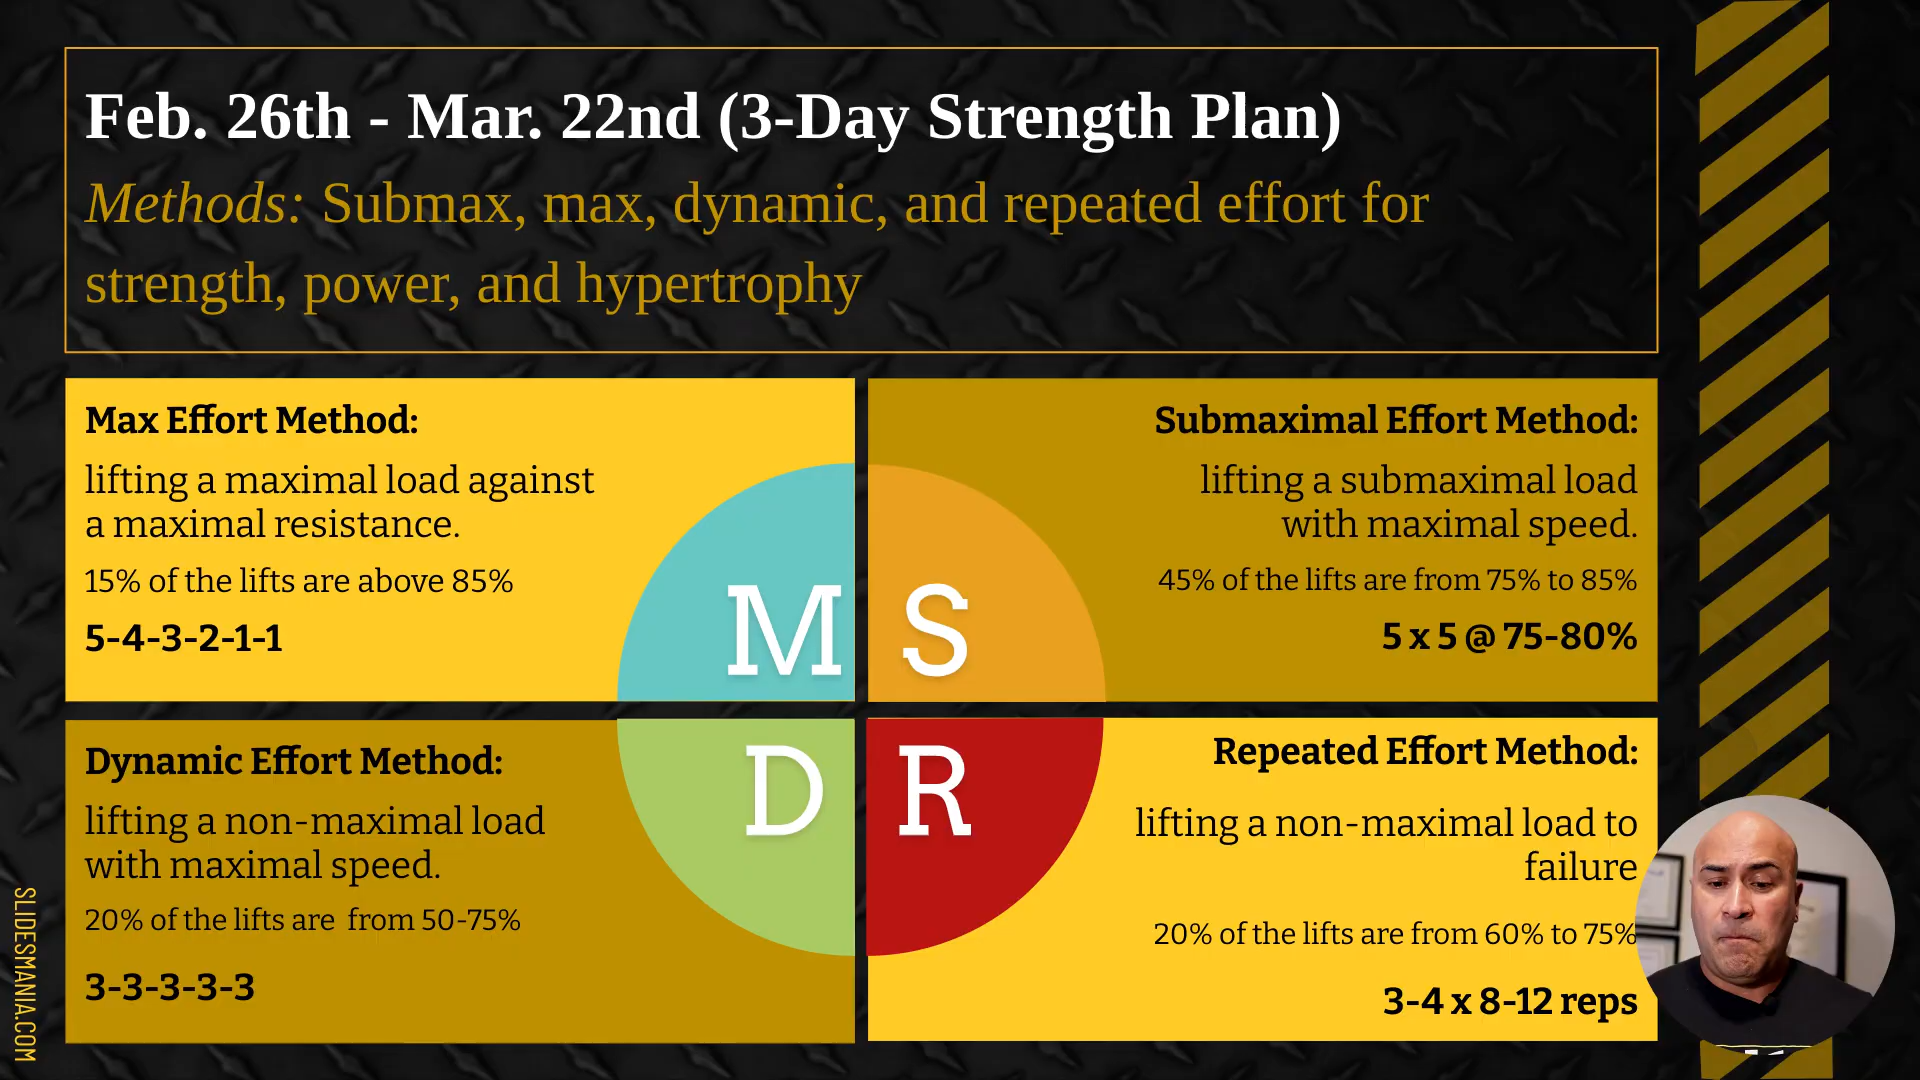 Feb. 26th - Mar. 22nd (3-Day Strength Plan)
Methods: Submax, max, dynamic, and repeated effort for
strength, power, and hypertrophy
Max Effort Method:
lifting a maximal load against
a maximal resistance.
15% of the lifts are above 85%
5-4-3-2-1-1
M
Submaximal Effort Method:
lifting a submaximal load
with maximal speed.
45% of the lifts are from 75% to 85%
5 x 5 @ 75-80%
S
Dynamic Effort Method:
lifting a non-maximal load
with maximal speed.
20% of the lifts are  from 50-75%
3-3-3-3-3
D
Repeated Effort Method:
lifting a non-maximal load to
failure
20% of the lifts are from 60% to 75%
3-4 x 8-12 reps
R
SLIDESMANIA.COM